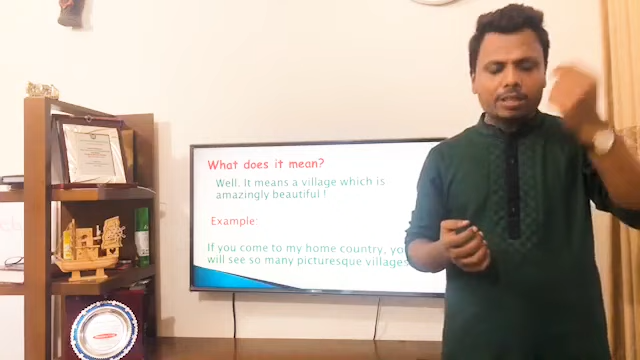 What does it mean?
Well, It means a village which is
amazingly beautiful !
Example:
If you come to my home country, yo
will see so many picturesque villages